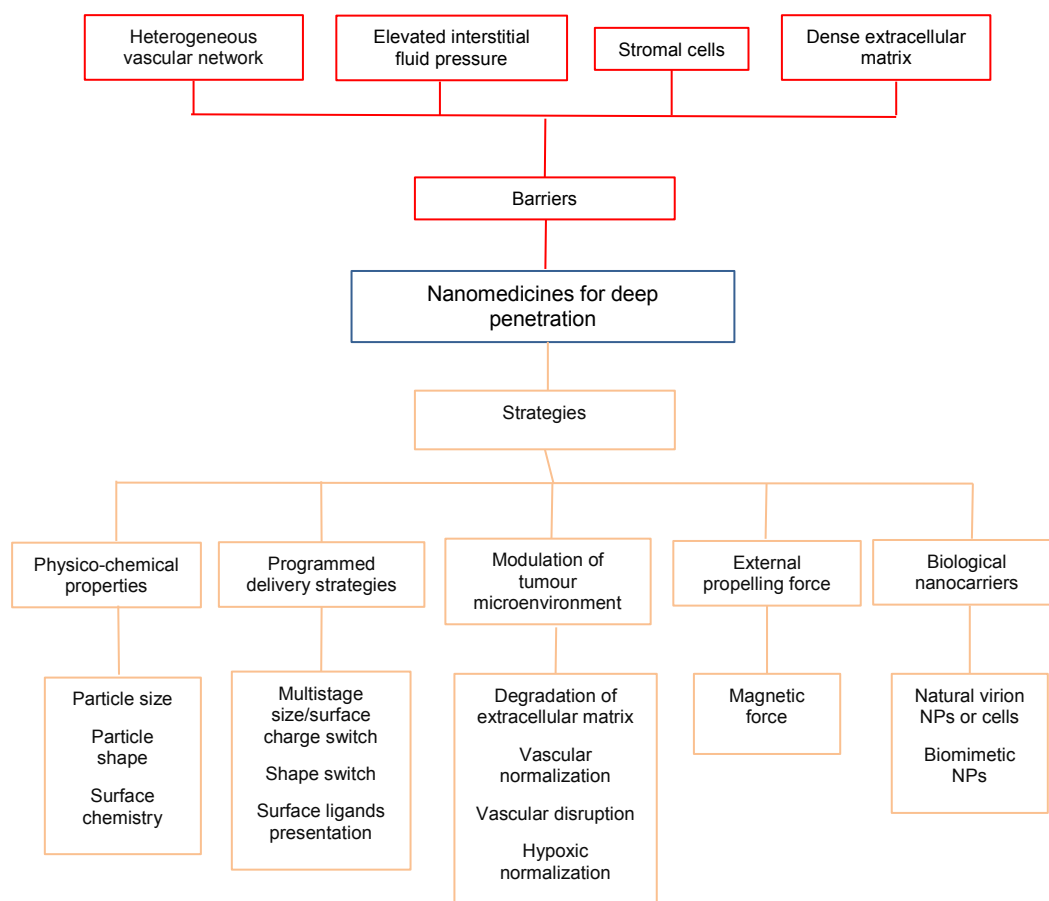 Heterogeneous
vascular network
Elevated interstitial
fluid pressure
Stromal cells
Dense extracellular
matrix
Barriers
Nanomedicines for deep
penetration
Strategies
Physico-chemical
properties
Programmed
delivery strategies
Modulation of
tumour
microenvironment
External
propelling force
Biological
nanocarriers
Particle size
Particle
shape
Surface
chemistry
Multistage
size/surface
charge switch
Shape switch
Surface ligands
presentation
Degradation of
extracellular matrix
Vascular
normalization
Vascular disruption
Hypoxic
normalization
Magnetic
force
Natural virion
NPs or cells
Biomimetic
NPs